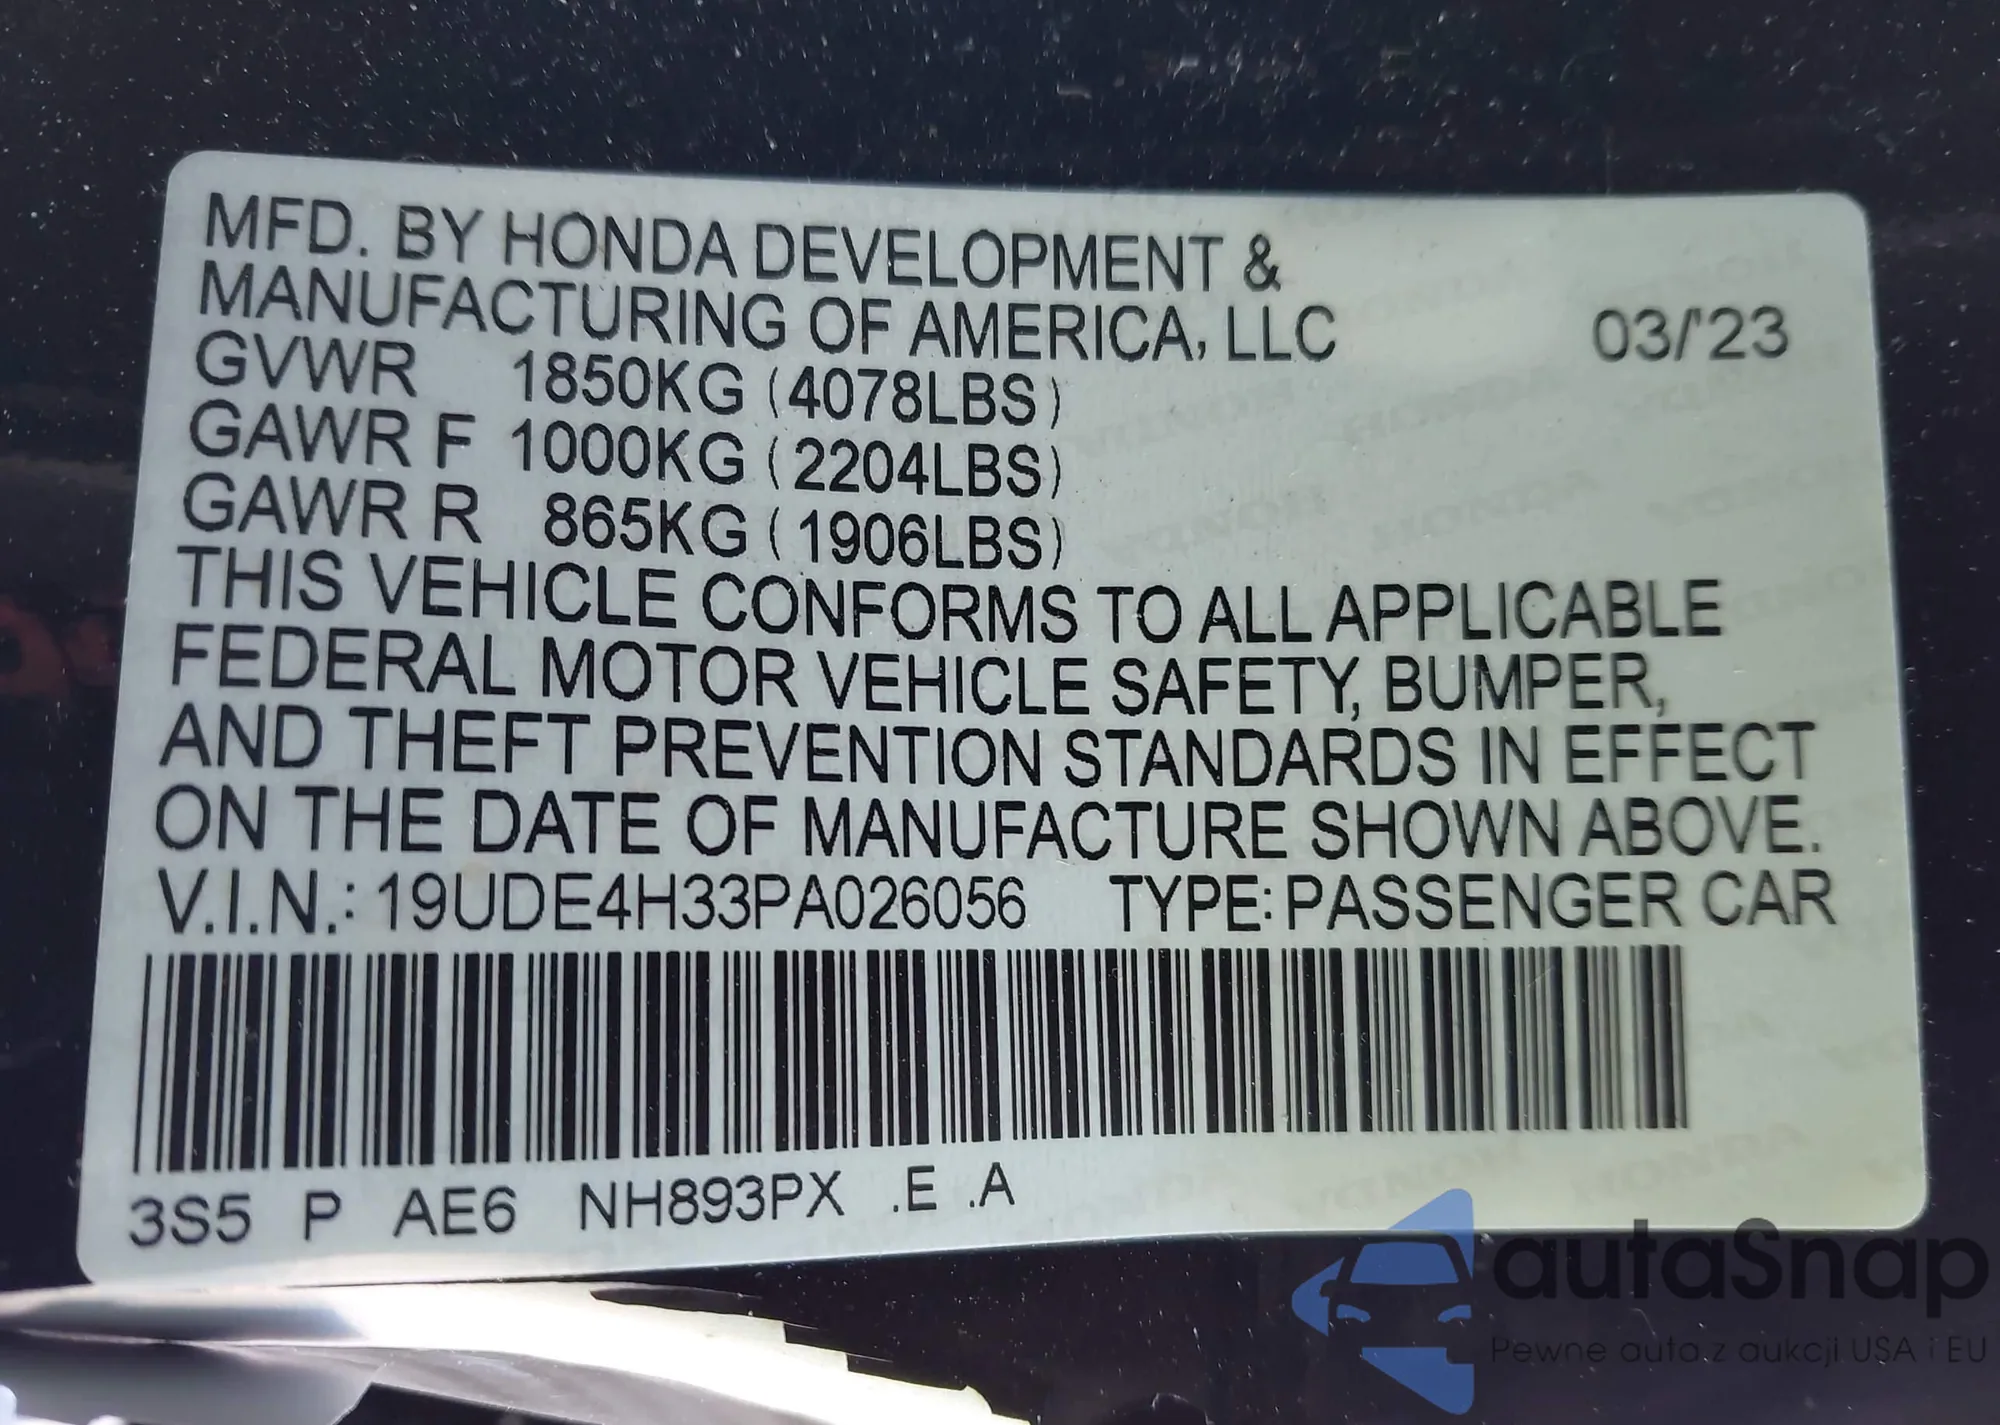 MFD. BY HONDA DEVELOPMENT &
MANUFACTURING OF AMERICA, LLC 03/'23
GVWR 1850KG (4078LBS)
GAWR F 1000KG (2204LBS)
GAWR R 865KG (1906LBS)
THIS VEHICLE CONFORMS TO ALL APPLICABLE
FEDERAL MOTOR VEHICLE SAFETY, BUMPER,
AND THEFT PREVENTION STANDARDS IN EFFECT
ON THE DATE OF MANUFACTURE SHOWN ABOVE.
V.I.N.: 19UDE4H33PA026056 TYPE: PASSENGER CAR
3S5 P AE6 NH893PX .E .A
autaSnap
Pewne auta z aukcji USA i EU